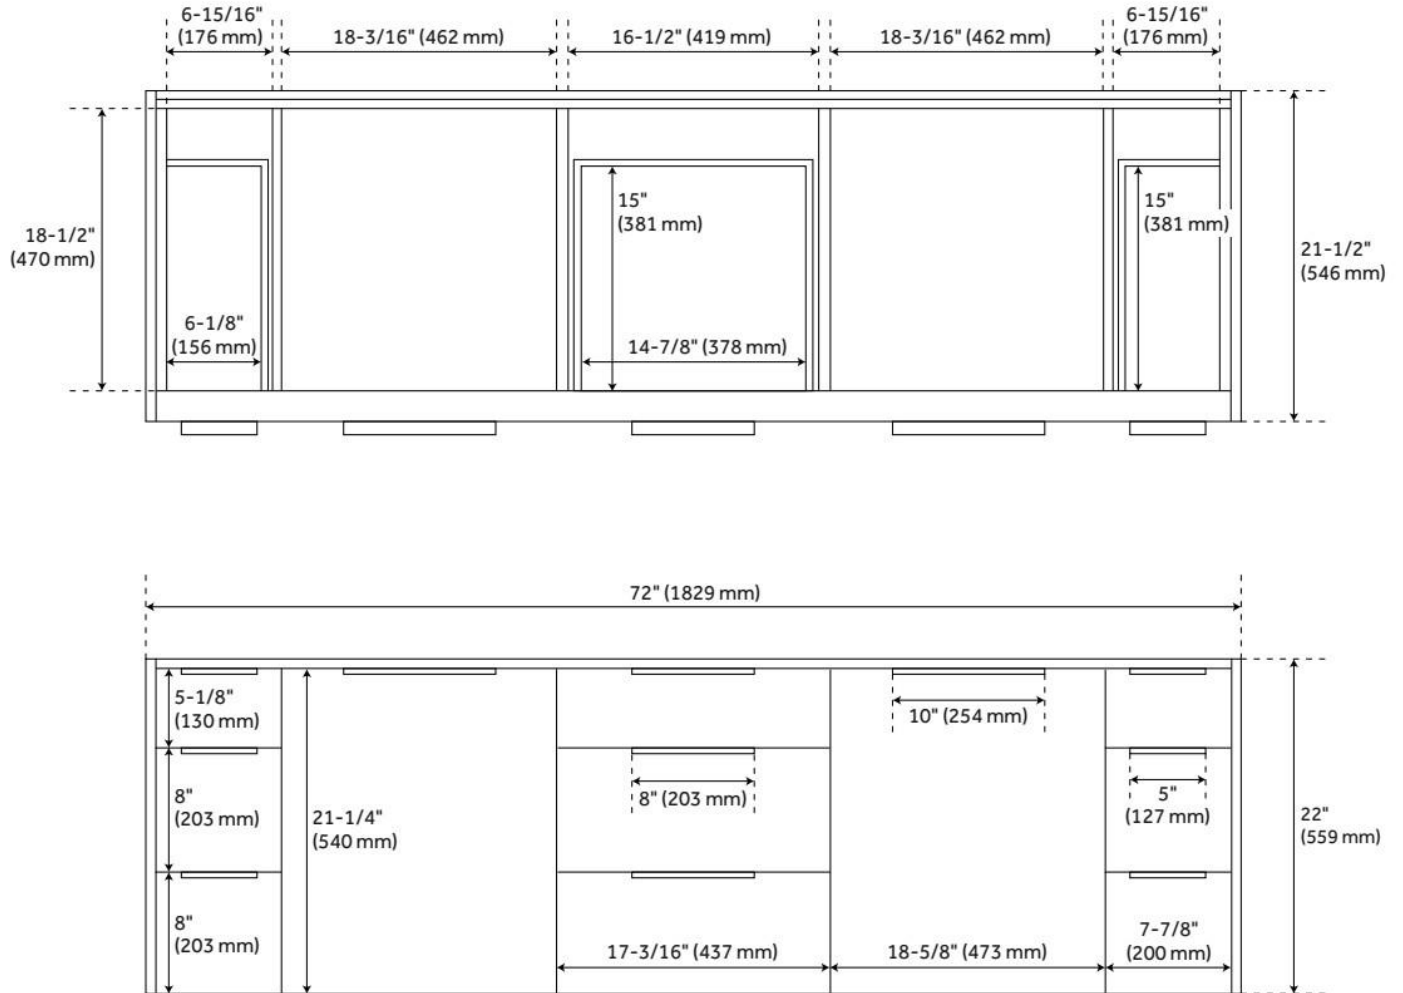 6-15/16"
(176 mm)
18-3/16" (462 mm)
16-1/2" (419 mm)
18-3/16" (462 mm)
6-15/16"
(176 mm)
15"
(381 mm)
15"
(381 mm)
18-1/2"
(470 mm)
21-1/2"
(546 mm)
6-1/8"
(156 mm)
14-7/8" (378 mm)
72" (1829 mm)
5-1/8"
(130 mm)
10" (254 mm)
8"
(203 mm)
21-1/4"
(540 mm)
8" (203 mm)
5"
(127 mm)
22"
(559 mm)
8"
(203 mm)
17-3/16" (437 mm)
18-5/8" (473 mm)
7-7/8"
(200 mm)